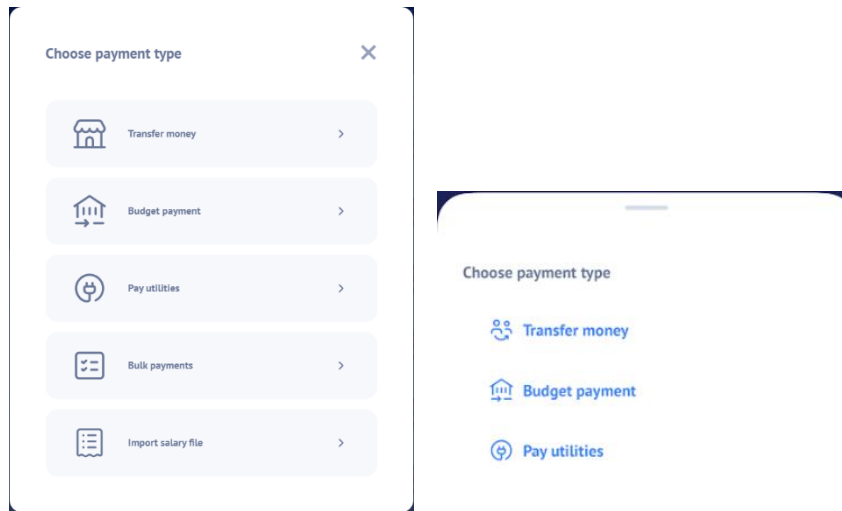 Choose payment type
Transfer money
Budget payment
Pay utilities
Bulk payments
Import salary file
Choose payment type
Transfer money
Budget payment
Pay utilities